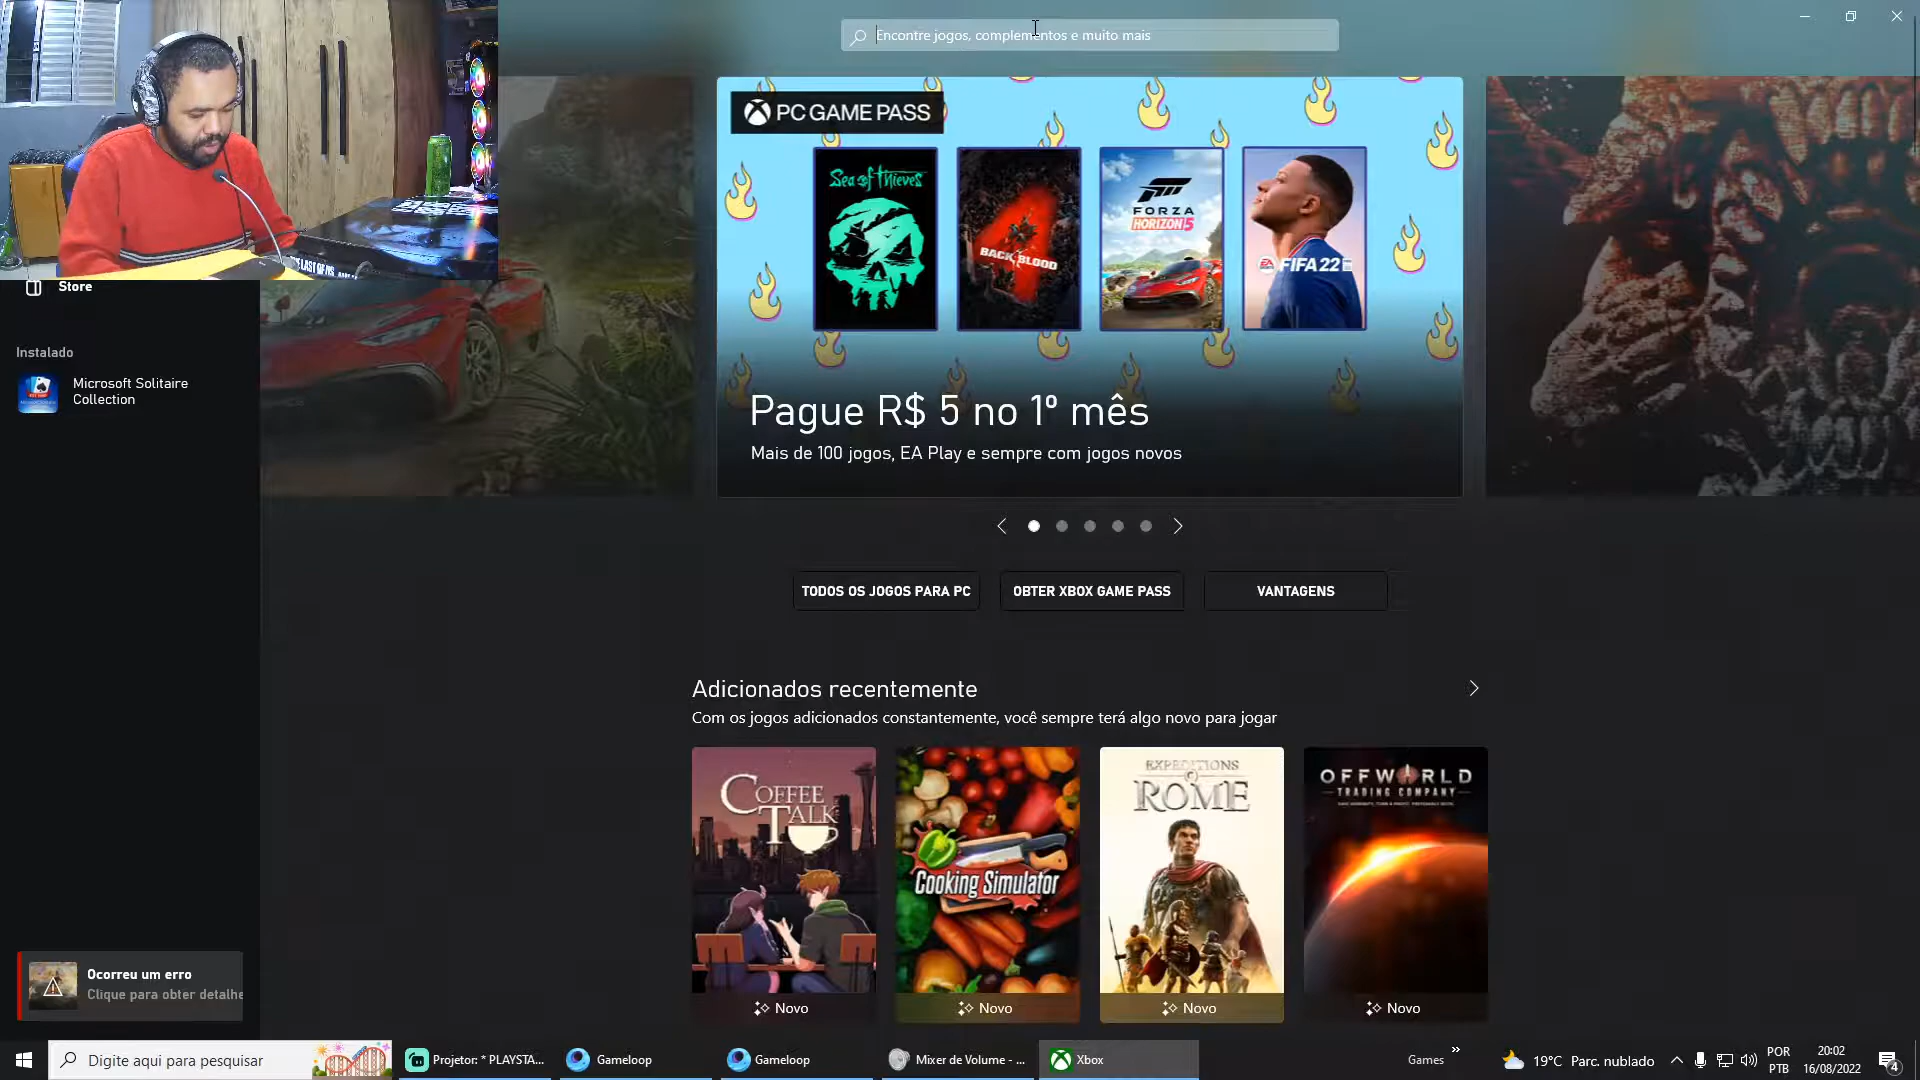 Encontre jogos, complementos e muito mais
PC GAME PASS
Sea of Thieves
BACK 4 BLOOD
FORZA
HORIZON 5
EA SPORTS FIFA 22
Pague R$ 5 no 1º mês
Mais de 100 jogos, EA Play e sempre com jogos novos
Store
Instalado
Microsoft Solitaire
Collection
TODOS OS JOGOS PARA PC
OBTER XBOX GAME PASS
VANTAGENS
Adicionados recentemente
Com os jogos adicionados constantemente, você sempre terá algo novo para jogar
COFFEE
TALK
Cooking Simulator
EXPEDITIONS
ROME
OFFWORLD
TRADING COMPANY
Novo
Novo
Novo
Novo
Ocorreu um erro
Clique para obter detalhe
Digite aqui para pesquisar
Projetor: * PLAYSTA...
Gameloop
Gameloop
Mixer de Volume - ...
Xbox
Games
19°C Parc. nublado
POR
PTB
20:02
16/08/2022
4